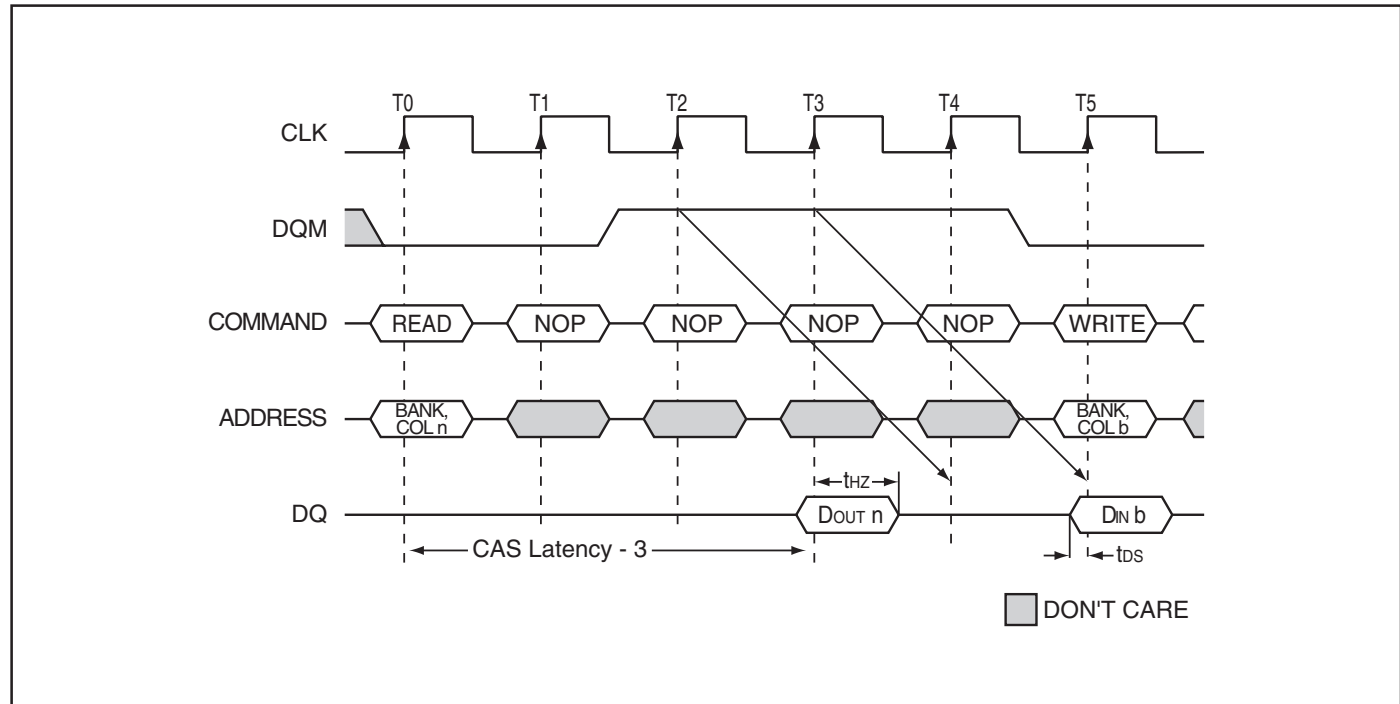 T0 T1 T2 T3 T4 T5
CLK
DQM
COMMAND READ NOP NOP NOP NOP WRITE
ADDRESS BANK, COL n BANK, COL b
tHZ
DQ DOUT n DIN b
CAS Latency - 3 tDS
DON'T CARE